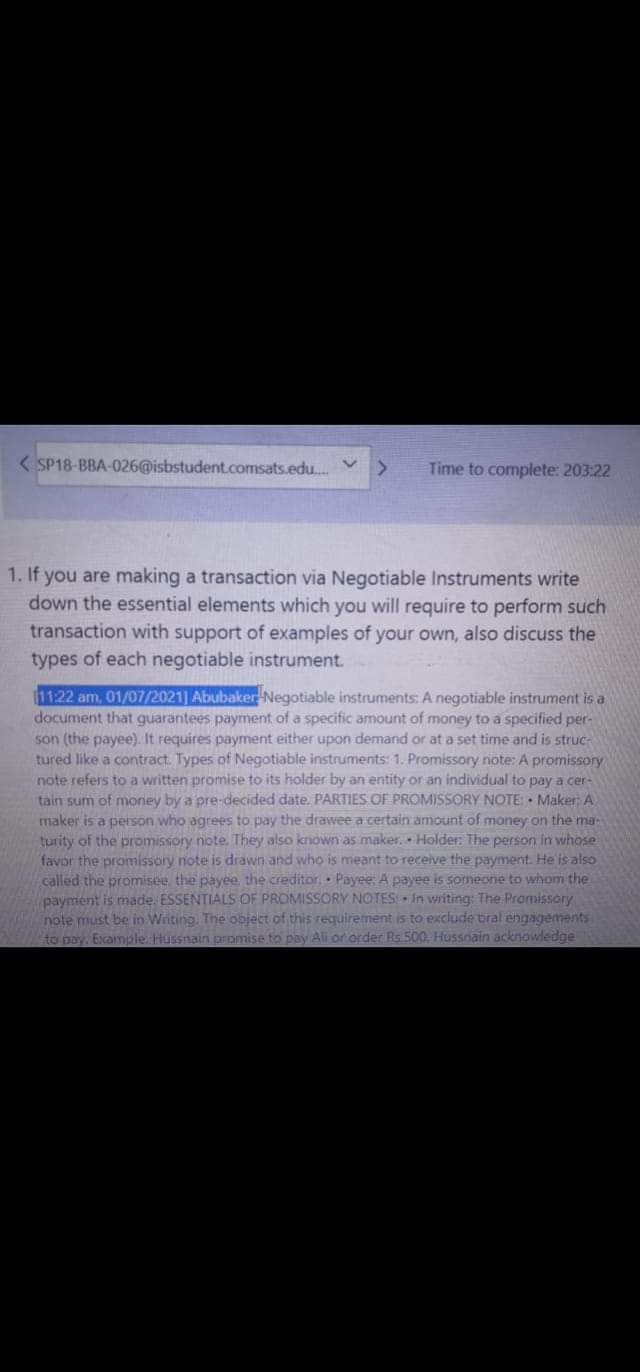 < SP18-BBA-026@isbstudent.comsats.edu.... >
Time to complete: 203:22
1. If you are making a transaction via Negotiable Instruments write
down the essential elements which you will require to perform such
transaction with support of examples of your own, also discuss the
types of each negotiable instrument.
[11:22 am, 01/07/2021] Abubaker: Negotiable instruments: A negotiable instrument is a
document that guarantees payment of a specific amount of money to a specified per-
son (the payee). It requires payment either upon demand or at a set time and is struc-
tured like a contract. Types of Negotiable instruments: 1. Promissory note: A promissory
note refers to a written promise to its holder by an entity or an individual to pay a cer-
tain sum of money by a pre-decided date. PARTIES OF PROMISSORY NOTE: • Maker: A
maker is a person who agrees to pay the drawee a certain amount of money on the ma-
turity of the promissory note. They also known as maker. • Holder: The person in whose
favor the promissory note is drawn and who is meant to receive the payment. He is also
called the promisee, the payee, the creditor. • Payee: A payee is someone to whom the
payment is made. ESSENTIALS OF PROMISSORY NOTES: • In writing: The Promissory
note must be in Writing. The object of this requirement is to exclude oral engagements
to pay. Example: Hussnain promise to pay Ali or order Rs.500. Hussnain acknowledge